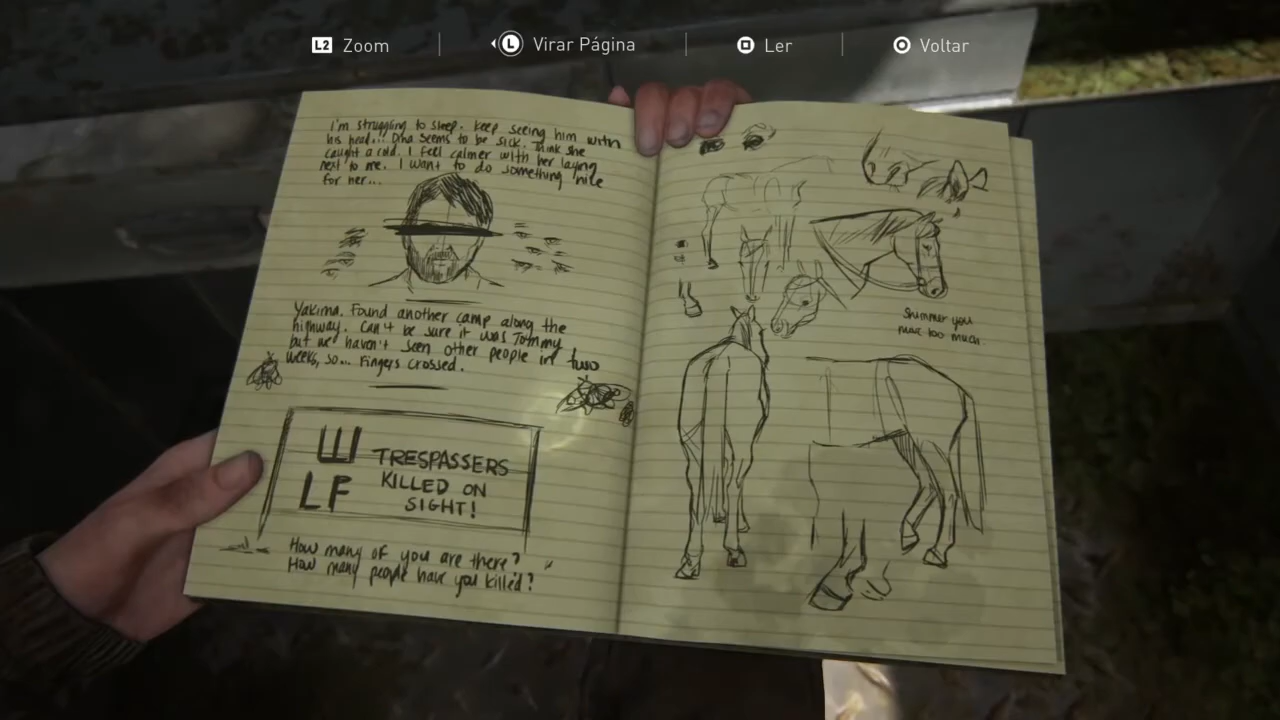 L2 Zoom
L Virar Página
Ler
Voltar
I'm struggling to sleep. Keep seeing him with
his head... Dina seems to be sick. Think she
caught a cold. I feel calmer with her laying
next to me. I want to do something nice
for her...
Yakima. Found another camp along the
highway. Can't be sure it was Tommy
but we haven't seen other people in two
weeks, so... Fingers crossed.
W
LF
TRESPASSERS
KILLED ON
SIGHT!
How many of you are there?
How many people have you killed?
Shimmer you
move too much.